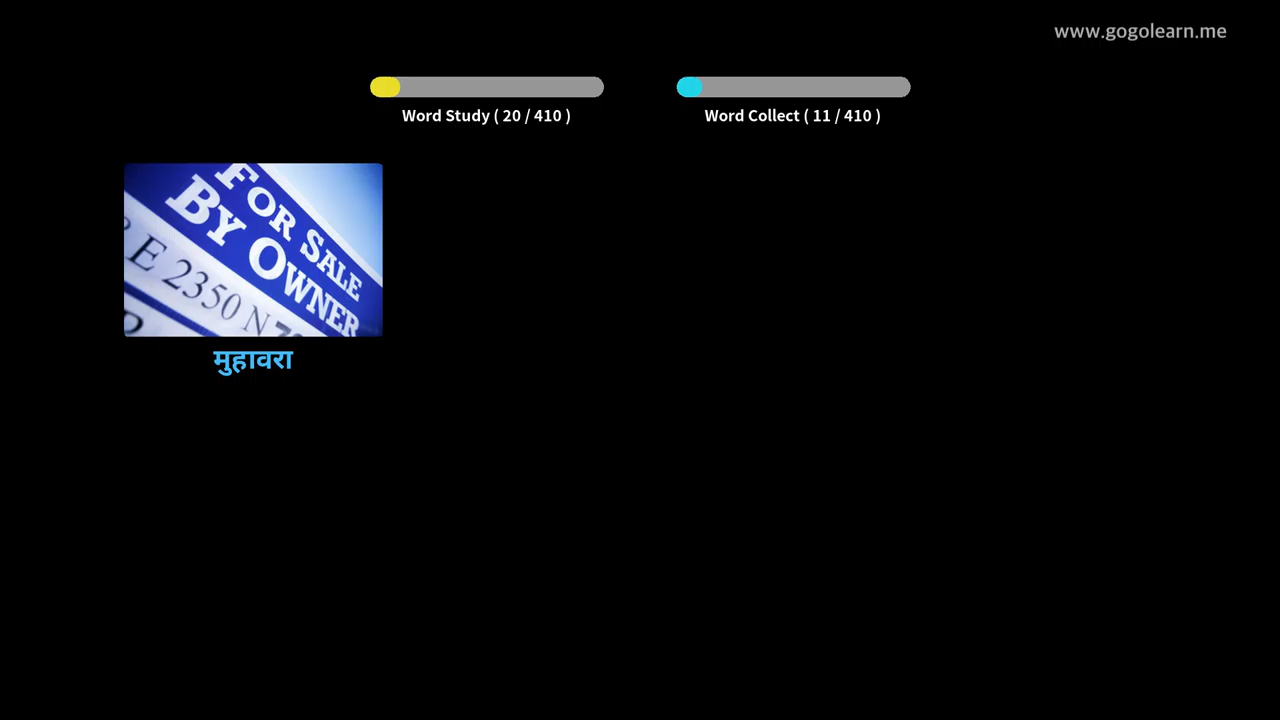 www.gogolearn.me
Word Study ( 20 / 410 )
Word Collect ( 11 / 410 )
FOR SALE
BY OWNER
E 2350 N
मुहावरा